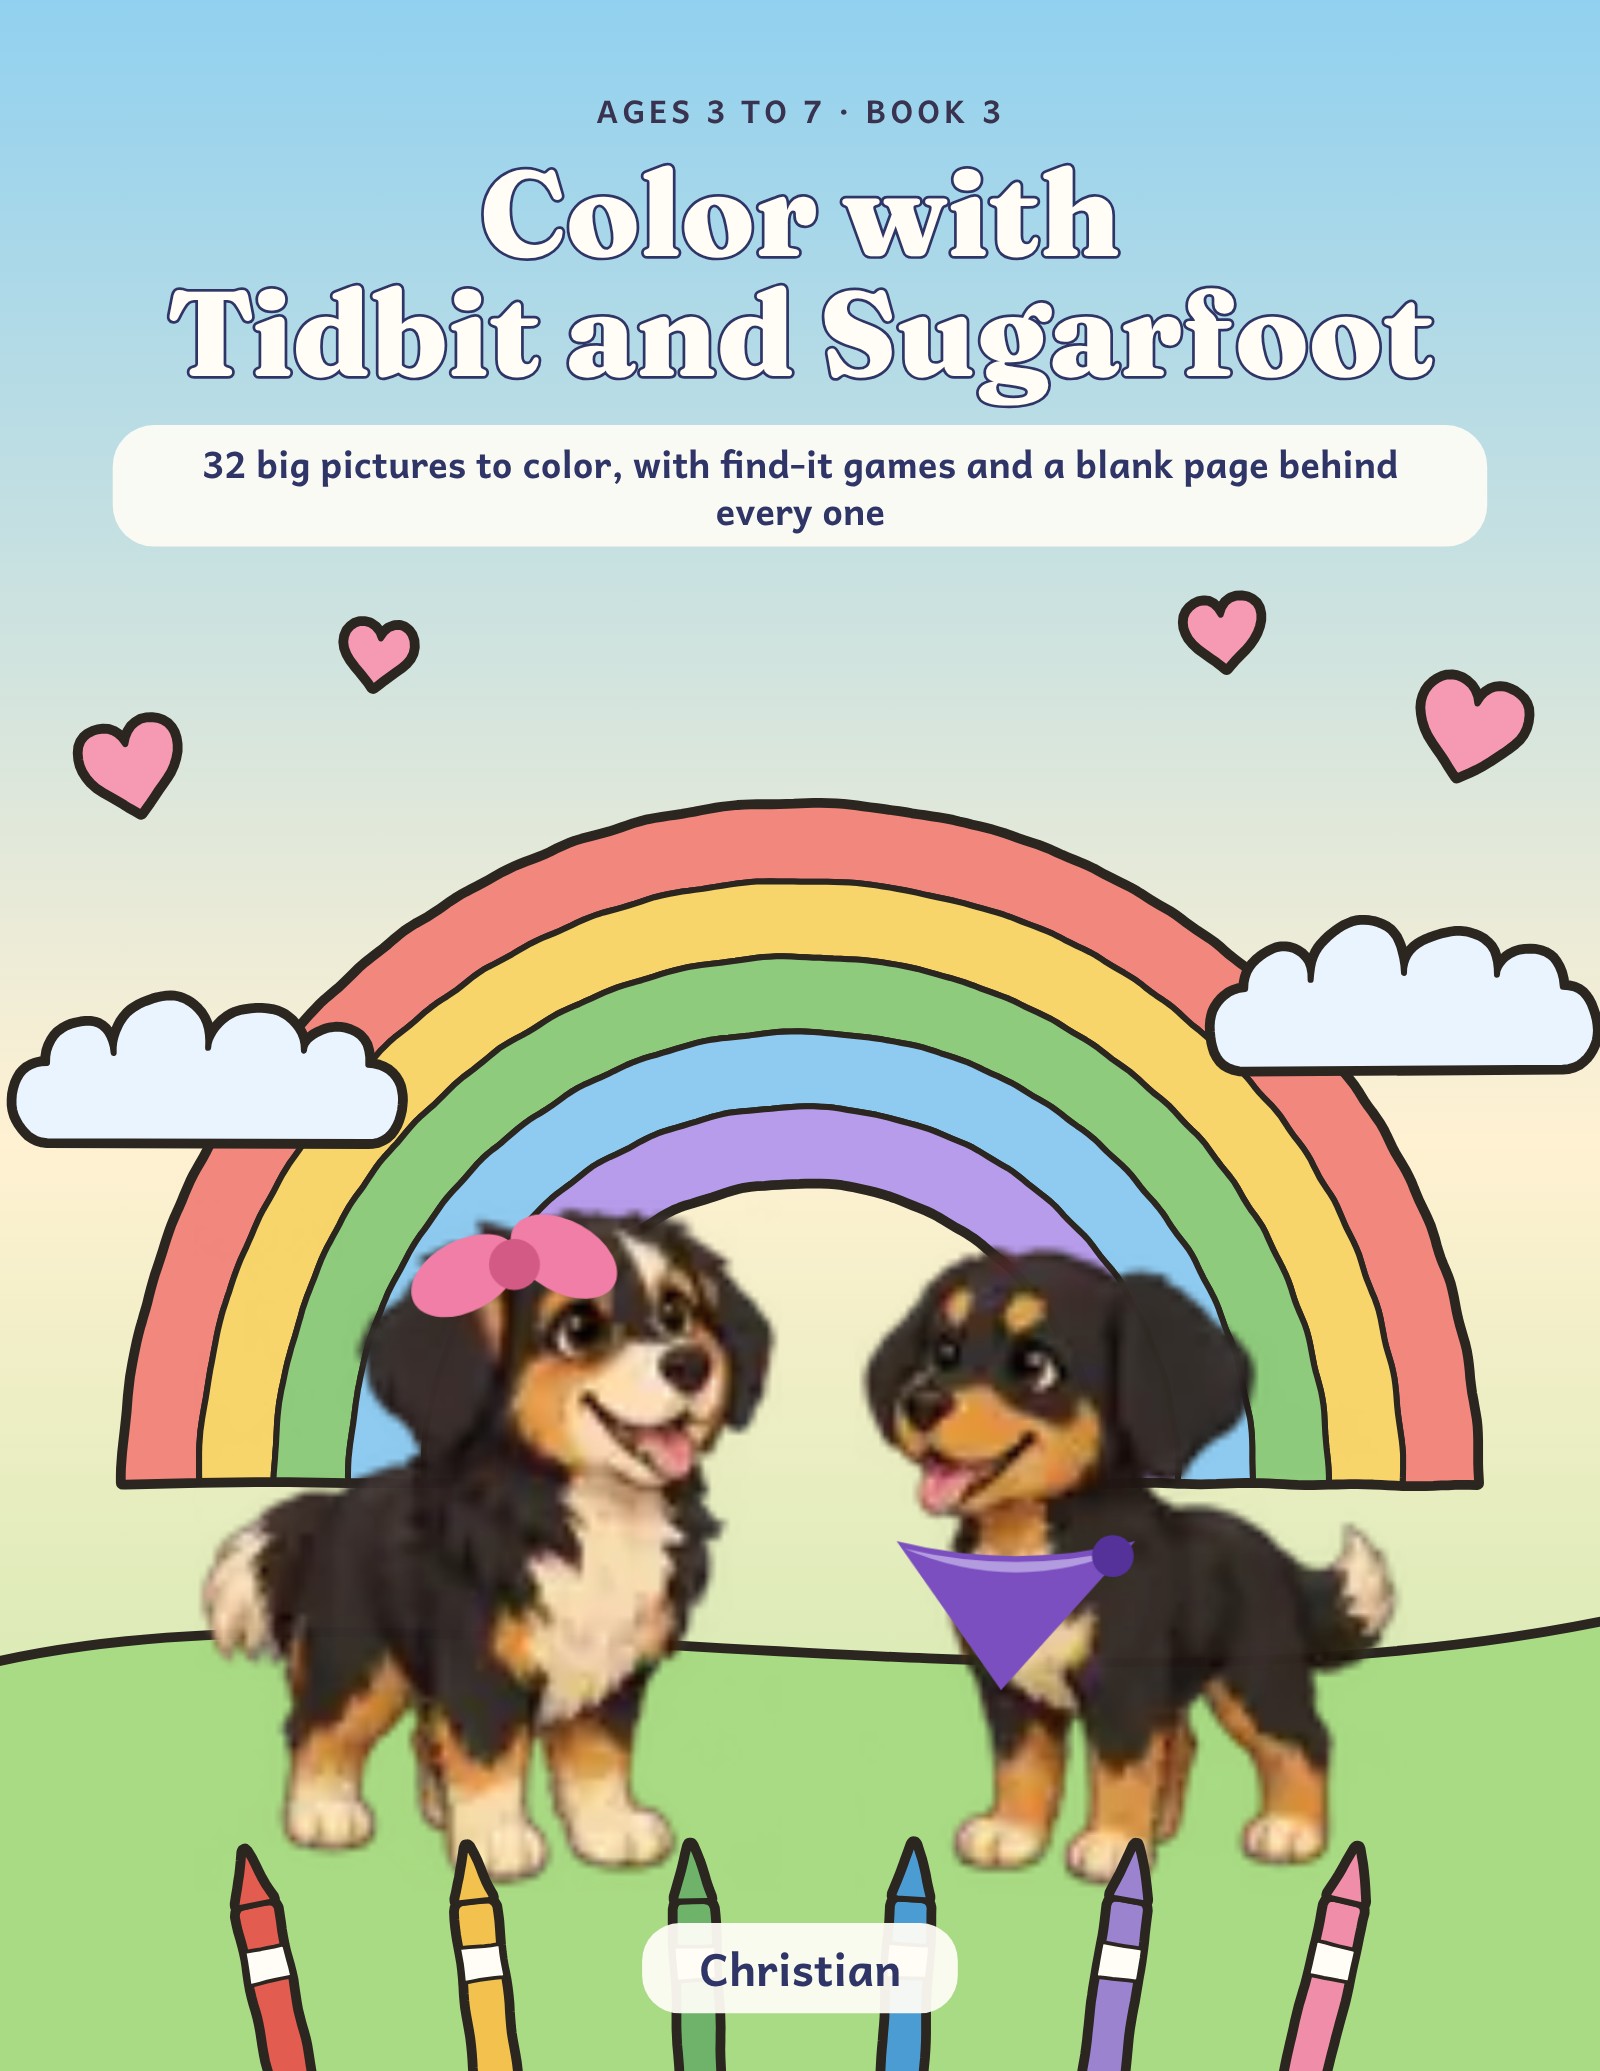 AGES 3 TO 7 · BOOK 3
Color with
Tidbit and Sugarfoot
32 big pictures to color, with find-it games and a blank page behind
every one
Christian